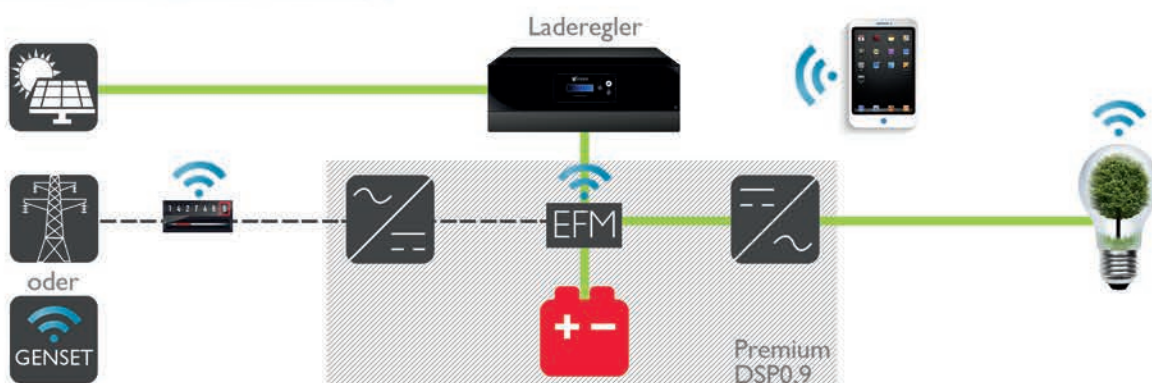 Laderegler
oder
GENSET
EFM
Premium
DSP0.9